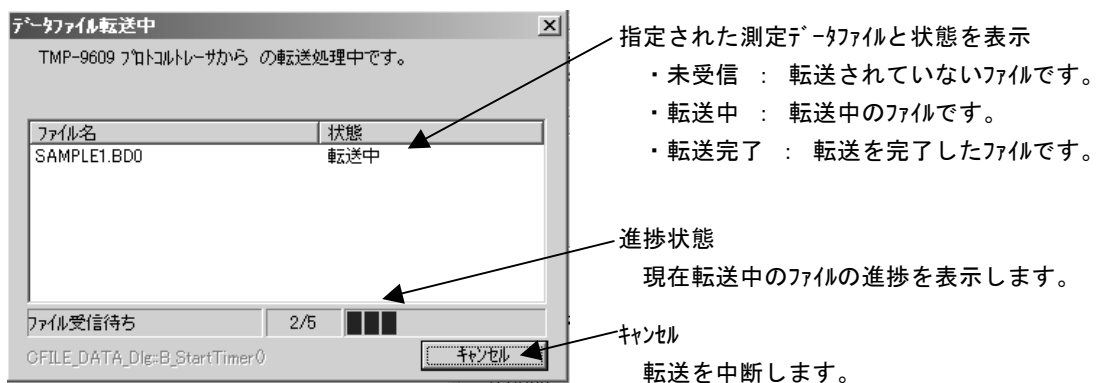 ﾃﾞｰﾀﾌｧｲﾙ転送中
TMP-9609 ﾌﾟﾛﾄｺﾙﾄﾚｰｻから の転送処理中です。
ファイル名 状態
SAMPLE1.BD0 転送中
ファイル受信待ち 2/5
CFILE_DATA_Dlg::B_StartTimer()
キャンセル
指定された測定ﾃﾞｰﾀﾌｧｲﾙと状態を表示
・未受信 ： 転送されていないﾌｧｲﾙです。
・転送中 ： 転送中のﾌｧｲﾙです。
・転送完了 ： 転送を完了したﾌｧｲﾙです。
進捗状態
現在転送中のﾌｧｲﾙの進捗を表示します。
ｷｬﾝｾﾙ
転送を中断します。